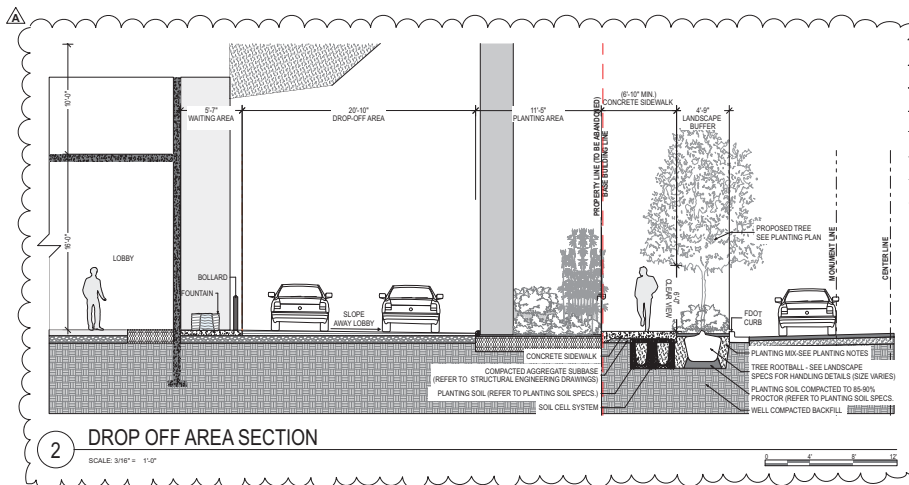 A
(6'-10" MIN.)
CONCRETE SIDEWALK
5'-7"
WAITING AREA
20'-10"
DROP-OFF AREA
11'-5"
PLANTING AREA
4'-9"
LANDSCAPE
BUFFER
10'-0"
16'-0"
PROPERTY LINE (TO BE ABANDONED)
BASE BUILDING LINE
MONUMENT LINE
CENTER LINE
PROPOSED TREE
SEE PLANTING PLAN
LOBBY
BOLLARD
FOUNTAIN
SLOPE
AWAY LOBBY
6'-0"
CLEAR VIEW
FDOT
CURB
CONCRETE SIDEWALK
COMPACTED AGGREGATE SUBBASE
(REFER TO STRUCTURAL ENGINEERING DRAWINGS)
PLANTING SOIL (REFER TO PLANTING SOIL SPECS.)
SOIL CELL SYSTEM
PLANTING MIX-SEE PLANTING NOTES
TREE ROOTBALL - SEE LANDSCAPE
SPECS FOR HANDLING DETAILS (SIZE VARIES)
PLANTING SOIL COMPACTED TO 85-90%
PROCTOR (REFER TO PLANTING SOIL SPECS.
WELL COMPACTED BACKFILL
2
DROP OFF AREA SECTION
SCALE: 3/16" = 1'-0"
0 4' 8' 12'